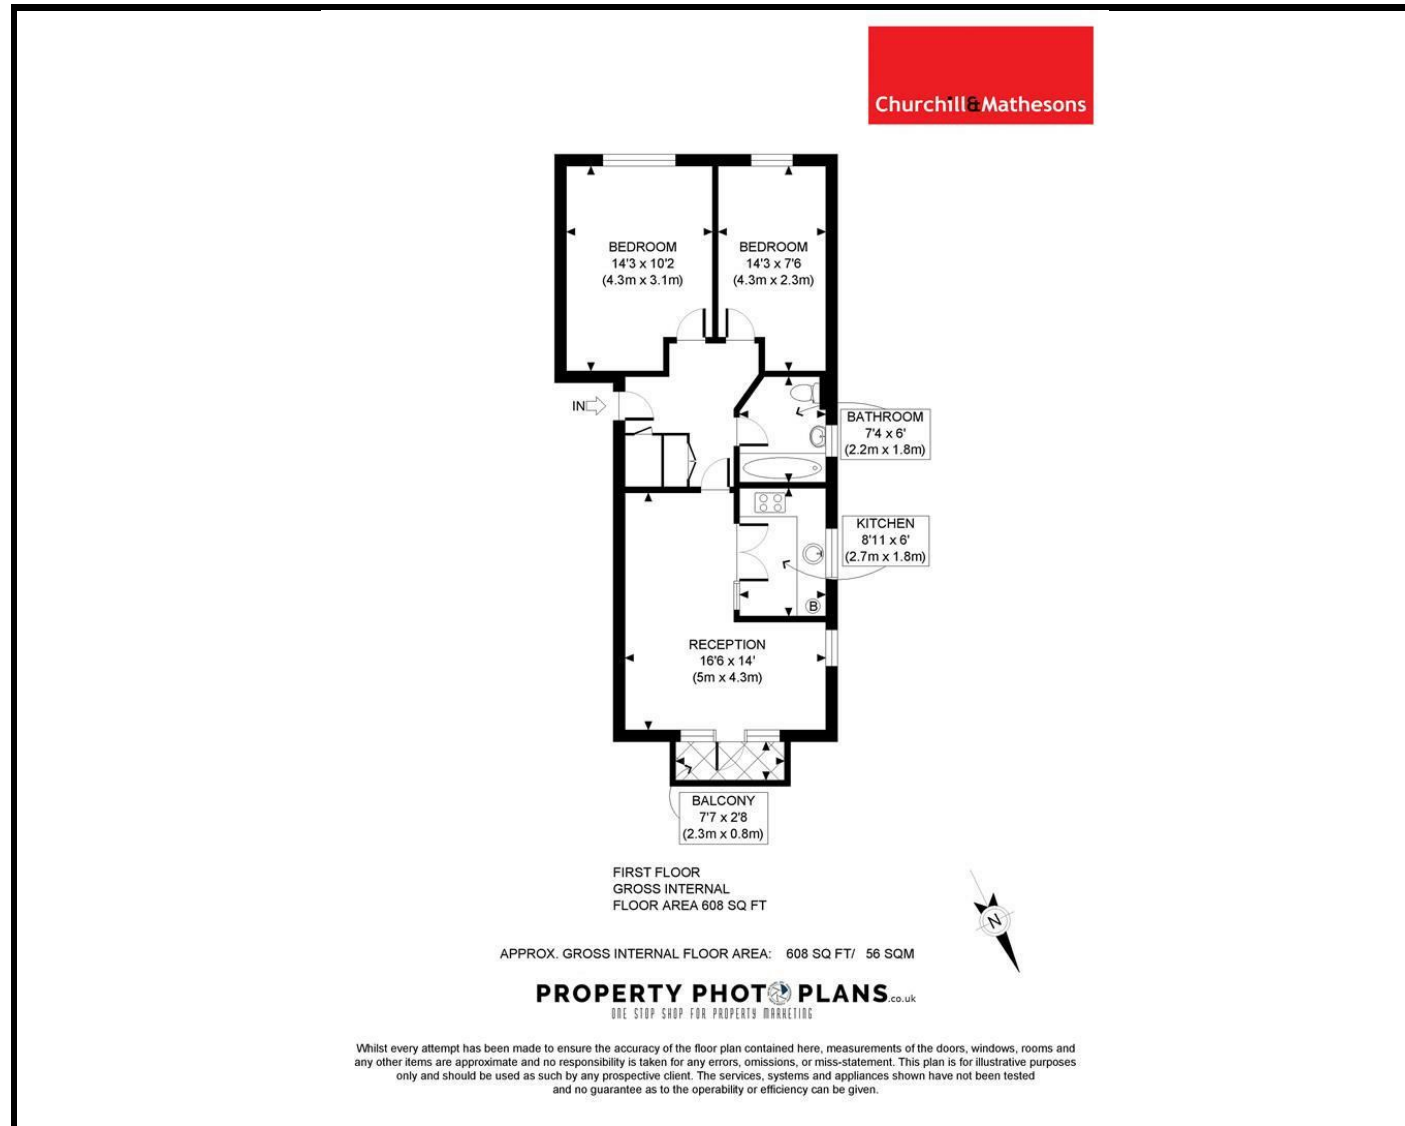 Churchill&Mathesons
BEDROOM
14'3 x 10'2
(4.3m x 3.1m)
BEDROOM
14'3 x 7'6
(4.3m x 2.3m)
IN
BATHROOM
7'4 x 6'
(2.2m x 1.8m)
KITCHEN
8'11 x 6'
(2.7m x 1.8m)
B
RECEPTION
16'6 x 14'
(5m x 4.3m)
BALCONY
7'7 x 2'8
(2.3m x 0.8m)
FIRST FLOOR
GROSS INTERNAL
FLOOR AREA 608 SQ FT
N
APPROX. GROSS INTERNAL FLOOR AREA: 608 SQ FT/ 56 SQM
PROPERTY PHOTO PLANS.co.uk
ONE STOP SHOP FOR PROPERTY MARKETING
Whilst every attempt has been made to ensure the accuracy of the floor plan contained here, measurements of the doors, windows, rooms and
any other items are approximate and no responsibility is taken for any errors, omissions, or miss-statement. This plan is for illustrative purposes
only and should be used as such by any prospective client. The services, systems and appliances shown have not been tested
and no guarantee as to the operability or efficiency can be given.